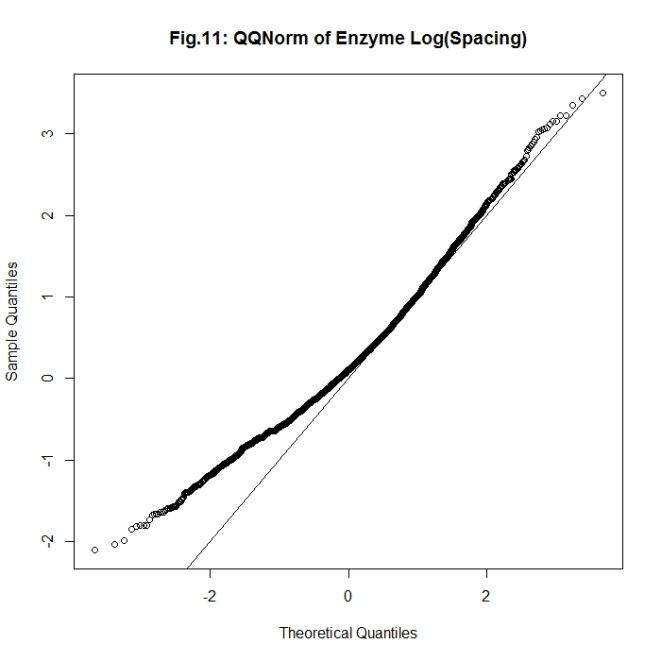 Fig.11: QQNorm of Enzyme Log(Spacing)
3
2
1
0
-1
-2
Sample Quantiles
-2 0 2
Theoretical Quantiles